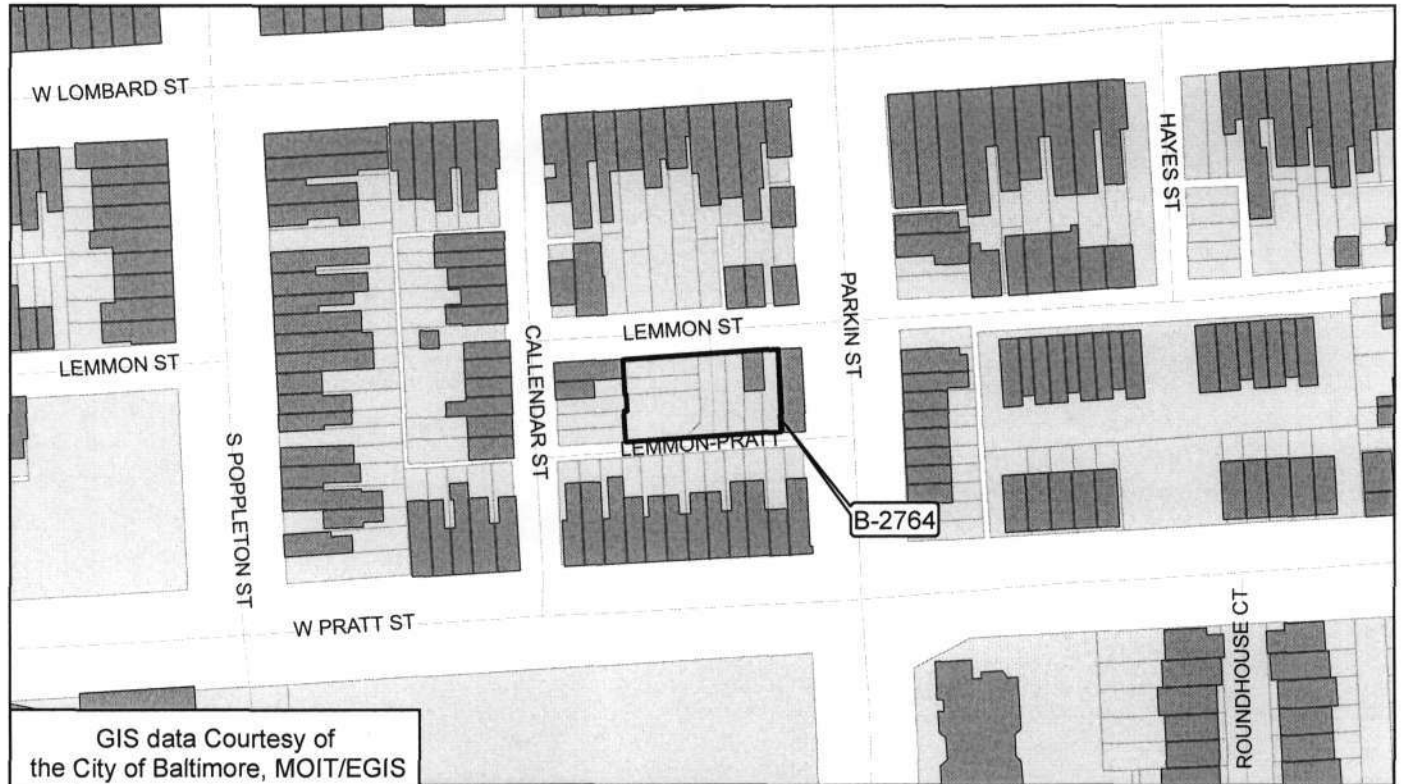 W LOMBARD ST
HAYES ST
PARKIN ST
LEMMON ST
CALLENDAR ST
LEMMON ST
S POPPLETON ST
LEMMON-PRATT
B-2764
W PRATT ST
ROUNDHOUSE CT
GIS data Courtesy of
the City of Baltimore, MOIT/EGIS